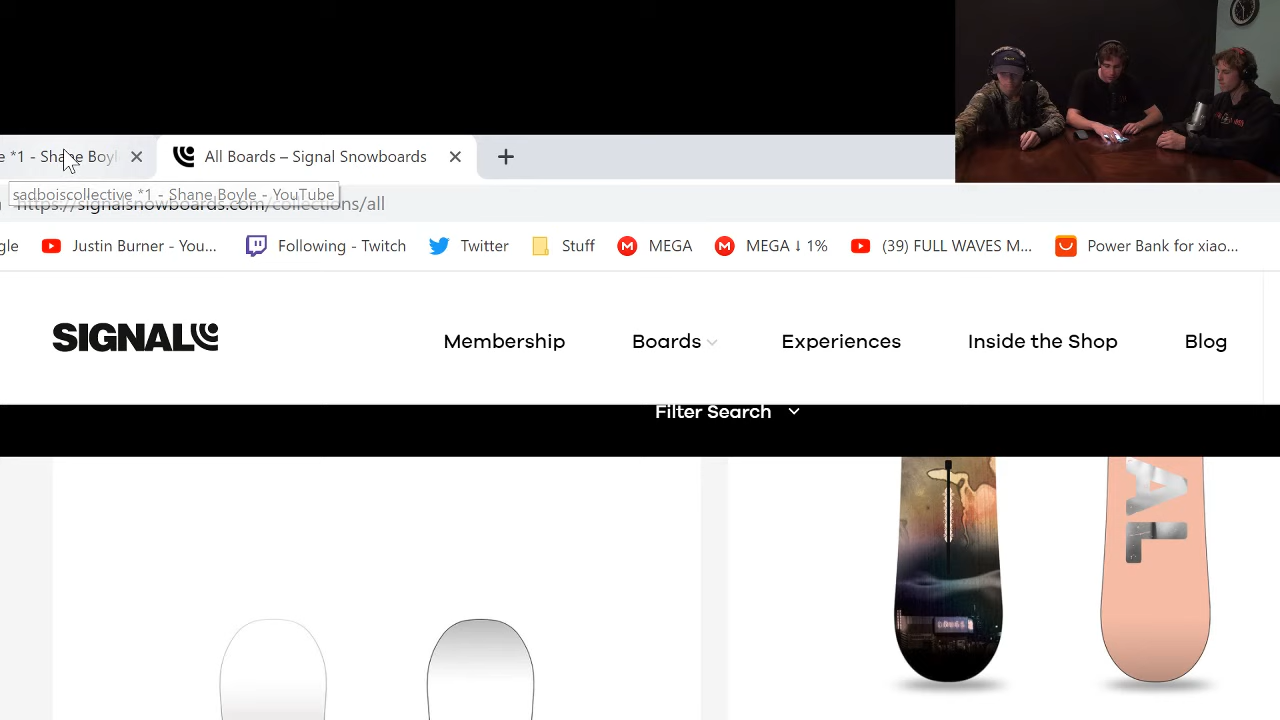 e *1 - Shane Boyl
All Boards – Signal Snowboards
sadboiscollective *1 - Shane Boyle - YouTube
https://signalsnowboards.com/collections/all
gle
Justin Burner - You...
Following - Twitch
Twitter
Stuff
MEGA
MEGA ↓ 1%
(39) FULL WAVES M...
Power Bank for xiao...
SIGNAL
Membership
Boards
Experiences
Inside the Shop
Blog
Filter Search
DRUGS
AL